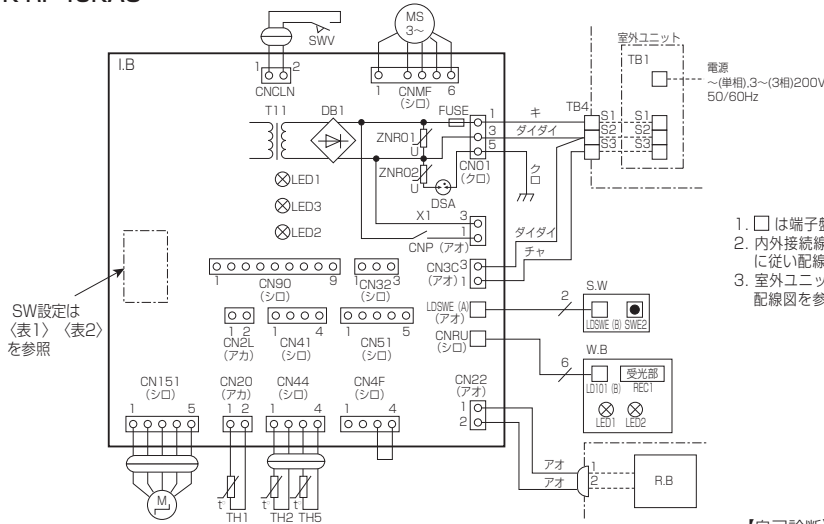 SWV
MS
3~
I.B
1 2
CNCLN
1 6
CNMF
(シロ)
T11
DB1
FUSE
ZNR01
U
ZNR02
U
DSA
1
3
5
CN01
(クロ)
キ
ダイダイ
クロ
TB4
S1
S2
S3
室外ユニット
TB1
S1
S2
S3
電源
～(単相),3～(3相)200V
50/60Hz
LED1
LED3
LED2
X1
3
1
CNP (アオ)
ダイダイ
チャ
CN3C
(アオ)
3
1
1 9
CN90
(シロ)
1 3
CN32
(シロ)
SW設定は
〈表1〉〈表2〉
を参照
1 2
CN2L
(アカ)
1 4
CN41
(シロ)
1 5
CN51
(シロ)
LDSWE (A)
(アオ)
CNRU
(シロ)
2
S.W
LDSWE (B) SWE2
6
W.B
受光部
LD101 (B) REC1
LED1 LED2
CN151
(シロ)
1 5
CN20
(アカ)
1 2
CN44
(シロ)
1 4
CN4F
(シロ)
1 4
CN22
(アオ)
1
2
アオ
アオ
1
2
R.B
M
t
TH1
t
TH2
t
TH5
1. □ は端子盤
2. 内外接続線
に従い配線
3. 室外ユニッ
配線図を参